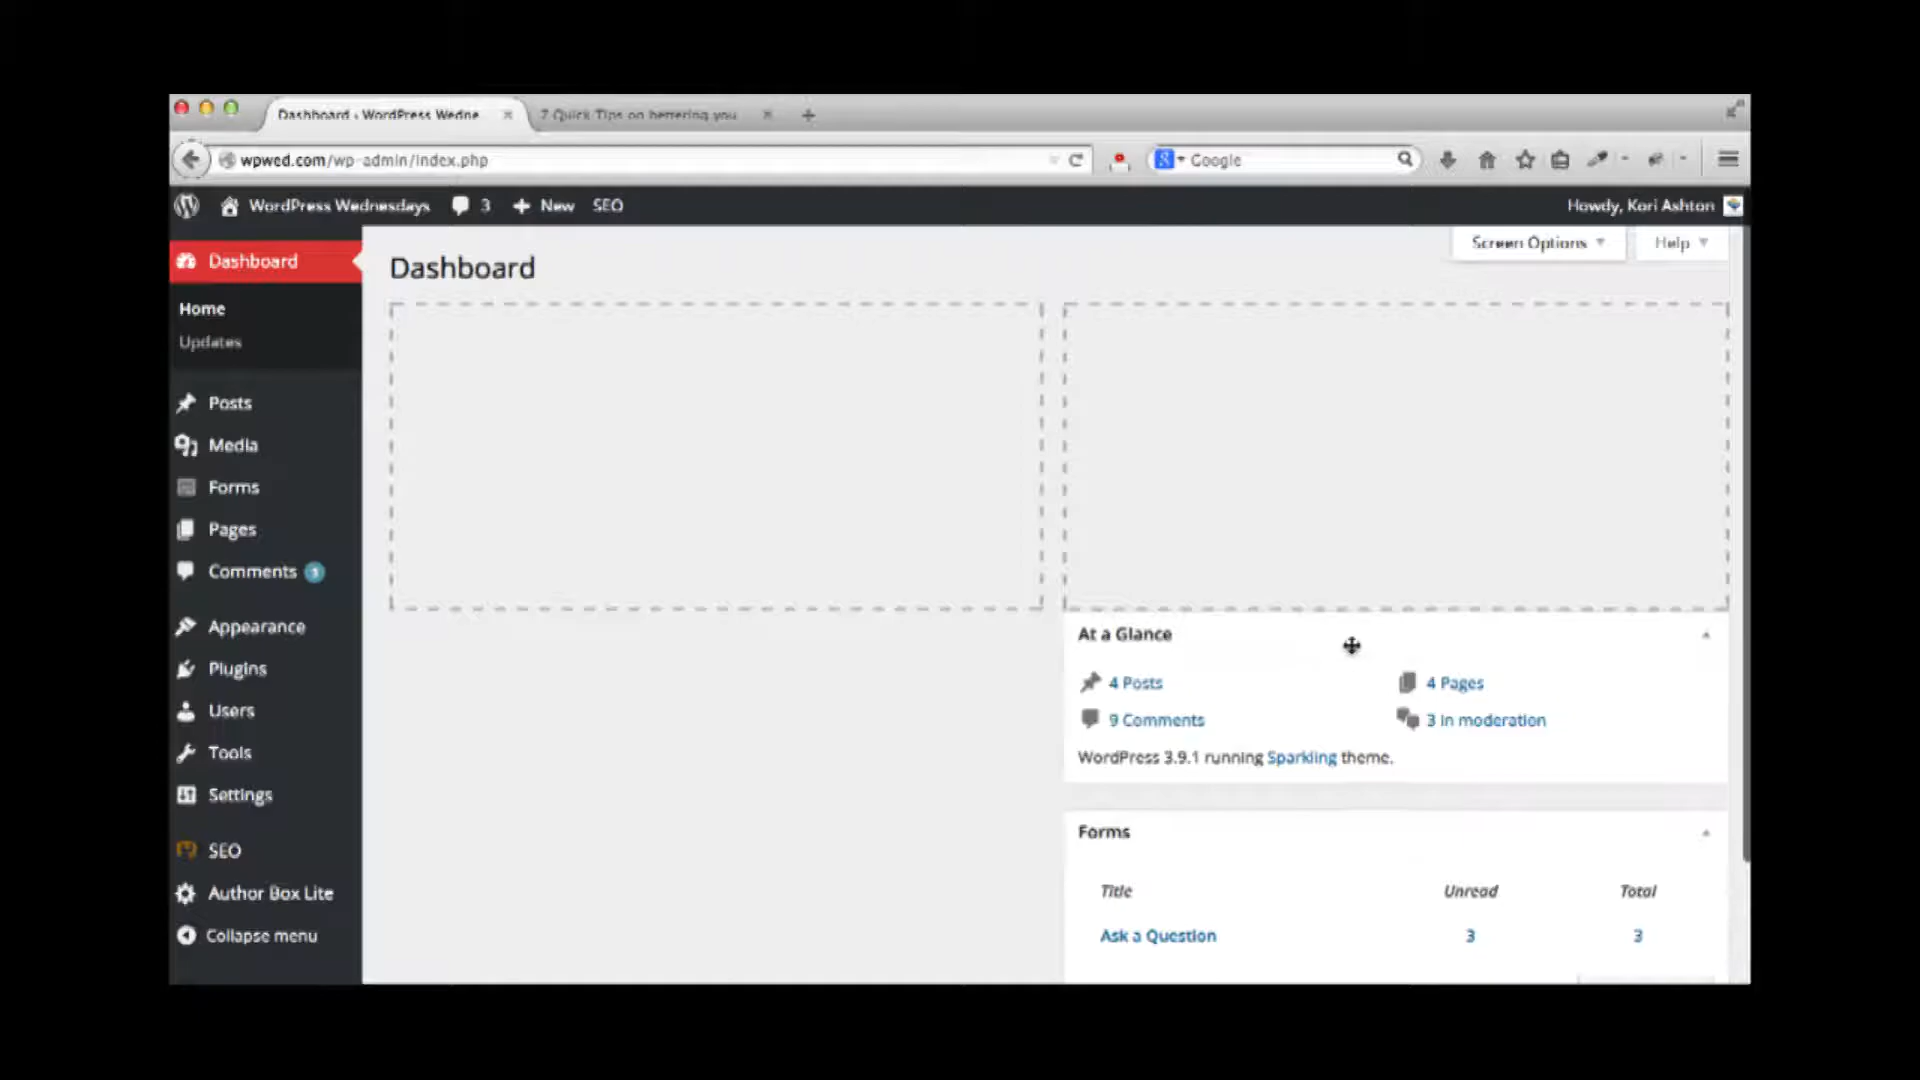 Dashboard ‹ WordPress Wedne
7 Quick Tips on bettering you
wpwed.com/wp-admin/index.php
Google
WordPress Wednesdays 3 New SEO
Howdy, Kori Ashton
Screen Options Help
Dashboard
Dashboard
Home
Updates
Posts
Media
Forms
Pages
Comments 3
Appearance
Plugins
Users
Tools
Settings
SEO
Author Box Lite
Collapse menu
At a Glance
4 Posts 4 Pages
9 Comments 3 in moderation
WordPress 3.9.1 running Sparkling theme.
Forms
Title Unread Total
Ask a Question 3 3